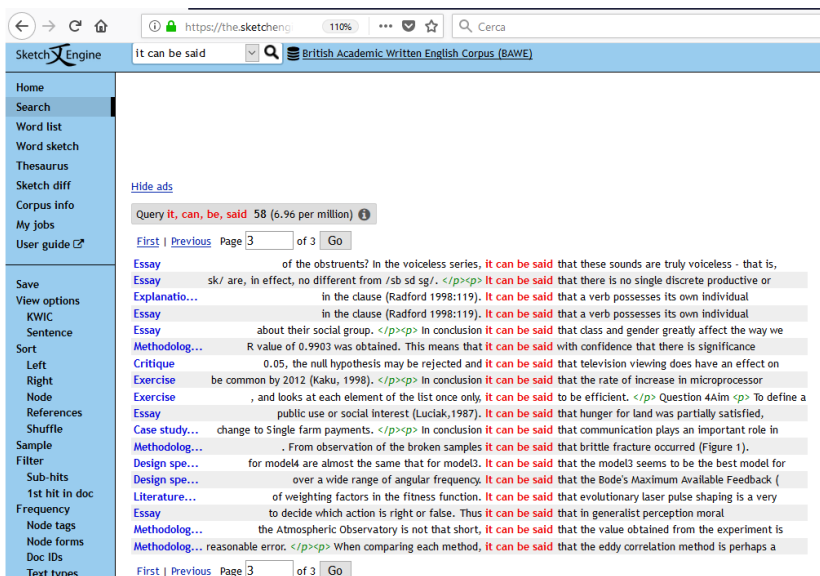 https://the.sketcheng 110% Cerca
Sketch Engine it can be said British Academic Written English Corpus (BAWE)
Home
Search
Word list
Word sketch
Thesaurus
Sketch diff
Corpus info
My jobs
User guide
Save
View options
KWIC
Sentence
Sort
Left
Right
Node
References
Shuffle
Sample
Filter
Sub-hits
1st hit in doc
Frequency
Node tags
Node forms
Doc IDs
Text types
Hide ads
Query it, can, be, said 58 (6.96 per million)
First | Previous Page 3 of 3 Go
Essay of the obstruents? In the voiceless series, it can be said that these sounds are truly voiceless - that is,
Essay sk/ are, in effect, no different from /sb sd sg/. </p><p> It can be said that there is no single discrete productive or
Explanatio... in the clause (Radford 1998:119). It can be said that a verb possesses its own individual
Essay in the clause (Radford 1998:119). It can be said that a verb possesses its own individual
Essay about their social group. </p><p> In conclusion it can be said that class and gender greatly affect the way we
Methodolog... R value of 0.9903 was obtained. This means that it can be said with confidence that there is significance
Critique 0.05, the null hypothesis may be rejected and it can be said that television viewing does have an effect on
Exercise be common by 2012 (Kaku, 1998). </p><p> In conclusion it can be said that the rate of increase in microprocessor
Exercise , and looks at each element of the list once only, it can be said to be efficient. </p> Question 4Aim <p> To define a
Essay public use or social interest (Luciak,1987). It can be said that hunger for land was partially satisfied,
Case study... change to Single farm payments. </p><p> In conclusion it can be said that communication plays an important role in
Methodolog... . From observation of the broken samples it can be said that brittle fracture occurred (Figure 1).
Design spe... for model4 are almost the same that for model3. It can be said that the model3 seems to be the best model for
Design spe... over a wide range of angular frequency. It can be said that the Bode's Maximum Available Feedback (
Literature... of weighting factors in the fitness function. It can be said that evolutionary laser pulse shaping is a very
Essay to decide which action is right or false. Thus it can be said that in generalist perception moral
Methodolog... the Atmospheric Observatory is not that short, it can be said that the value obtained from the experiment is
Methodolog... reasonable error. </p><p> When comparing each method, it can be said that the eddy correlation method is perhaps a
First | Previous Page 3 of 3 Go